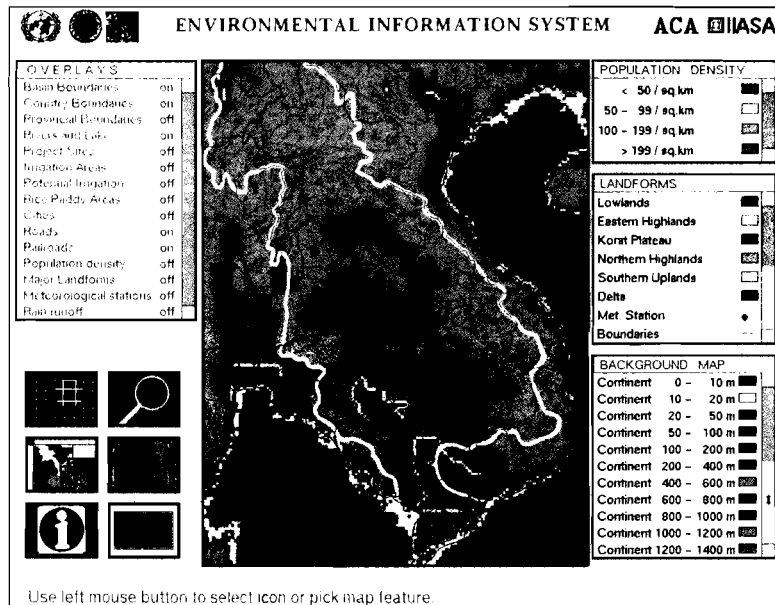 ENVIRONMENTAL INFORMATION SYSTEM ACA IIASA
OVERLAYS
Basin Boundaries on
Country Boundaries on
Provincial Boundaries off
Rivers and Lake on
Project Sites off
Irrigation Areas off
Potential Irrigation off
Rice Paddy Areas off
Cities off
Roads on
Railroads on
Population density off
Major Landforms off
Meteorological stations off
Rain runoff off
POPULATION DENSITY
< 50 / sq.km
50 - 99 / sq.km
100 - 199 / sq.km
> 199 / sq.km
LANDFORMS
Lowlands
Eastern Highlands
Korat Plateau
Northern Highlands
Southern Uplands
Delta
Met. Station
Boundaries
BACKGROUND MAP
Continent 0 - 10 m
Continent 10 - 20 m
Continent 20 - 50 m
Continent 50 - 100 m
Continent 100 - 200 m
Continent 200 - 400 m
Continent 400 - 600 m
Continent 600 - 800 m
Continent 800 - 1000 m
Continent 1000 - 1200 m
Continent 1200 - 1400 m
Use left mouse button to select icon or pick map feature.